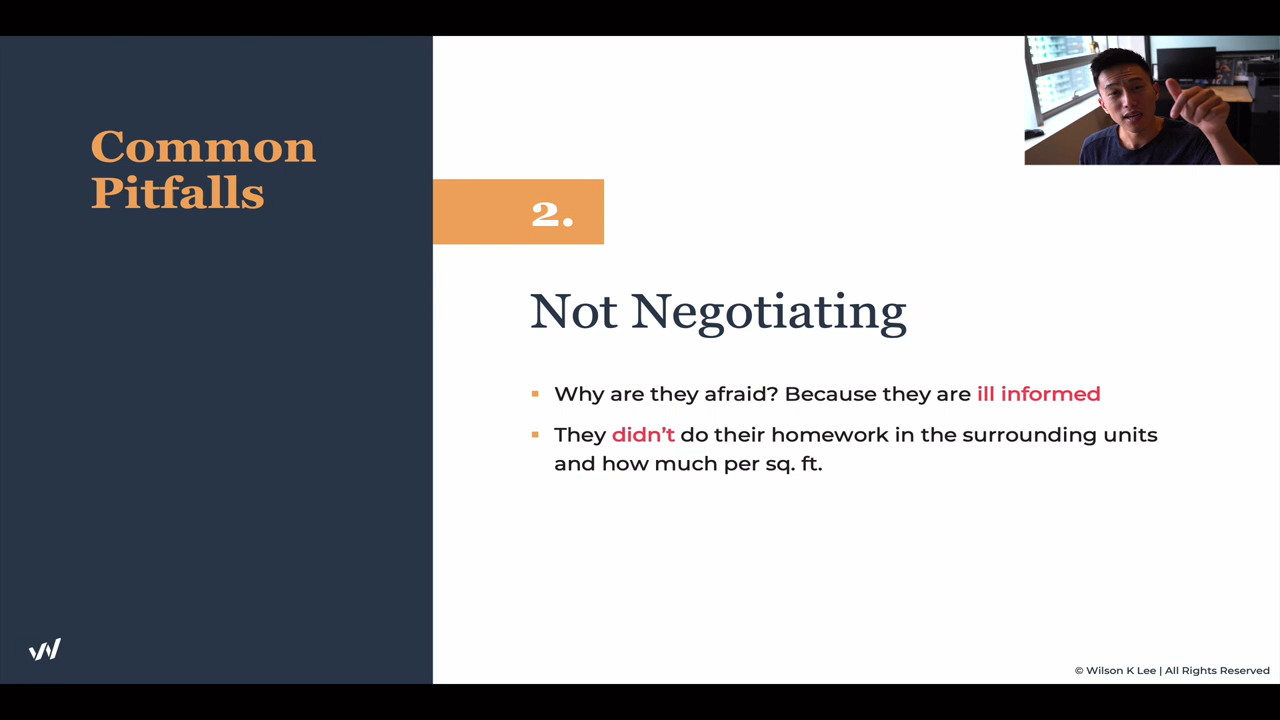 Common
Pitfalls
2.
Not Negotiating
Why are they afraid? Because they are ill informed
They didn’t do their homework in the surrounding units
and how much per sq. ft.
© Wilson K Lee | All Rights Reserved